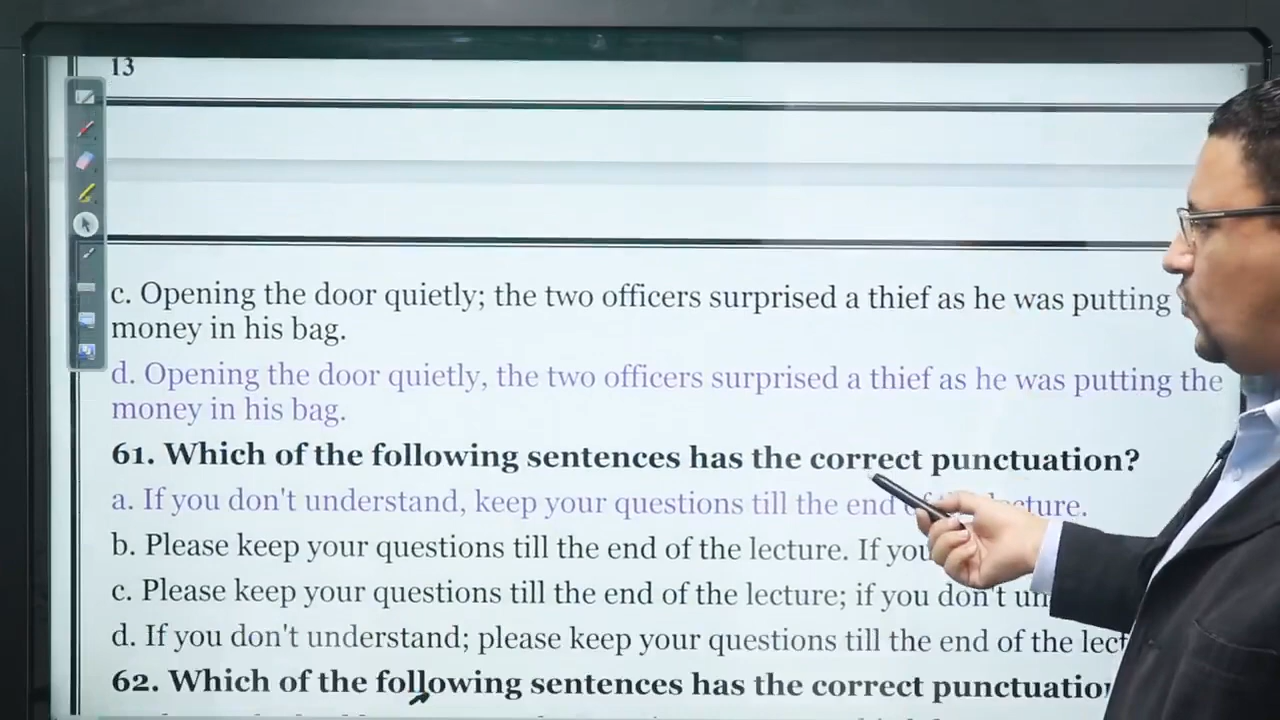 13
c. Opening the door quietly; the two officers surprised a thief as he was putting
money in his bag.
d. Opening the door quietly, the two officers surprised a thief as he was putting the
money in his bag.
61. Which of the following sentences has the correct punctuation?
a. If you don't understand, keep your questions till the end lecture.
b. Please keep your questions till the end of the lecture. If you
c. Please keep your questions till the end of the lecture; if you don't un
d. If you don't understand; please keep your questions till the end of the lect
62. Which of the following sentences has the correct punctuatio